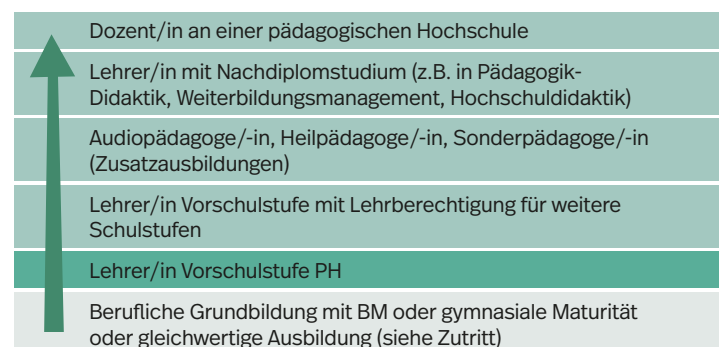 Dozent/in an einer pädagogischen Hochschule
Lehrer/in mit Nachdiplomstudium (z.B. in Pädagogik-
Didaktik, Weiterbildungsmanagement, Hochschuldidaktik)
Audiopädagoge/-in, Heilpädagoge/-in, Sonderpädagoge/-in
(Zusatzausbildungen)
Lehrer/in Vorschulstufe mit Lehrberechtigung für weitere
Schulstufen
Lehrer/in Vorschulstufe PH
Berufliche Grundbildung mit BM oder gymnasiale Maturität
oder gleichwertige Ausbildung (siehe Zutritt)